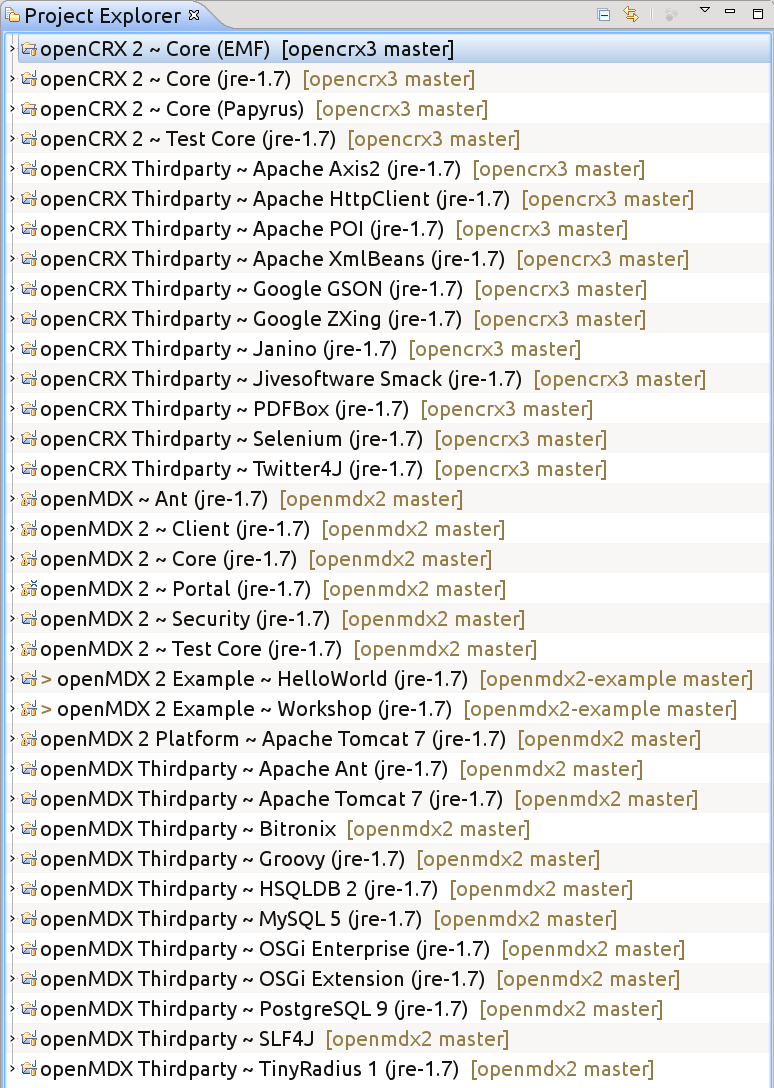 Project Explorer
openCRX 2 ~ Core (EMF) [opencrx3 master]
openCRX 2 ~ Core (jre-1.7) [opencrx3 master]
openCRX 2 ~ Core (Papyrus) [opencrx3 master]
openCRX 2 ~ Test Core (jre-1.7) [opencrx3 master]
openCRX Thirdparty ~ Apache Axis2 (jre-1.7) [opencrx3 master]
openCRX Thirdparty ~ Apache HttpClient (jre-1.7) [opencrx3 master]
openCRX Thirdparty ~ Apache POI (jre-1.7) [opencrx3 master]
openCRX Thirdparty ~ Apache XmlBeans (jre-1.7) [opencrx3 master]
openCRX Thirdparty ~ Google GSON (jre-1.7) [opencrx3 master]
openCRX Thirdparty ~ Google ZXing (jre-1.7) [opencrx3 master]
openCRX Thirdparty ~ Janino (jre-1.7) [opencrx3 master]
openCRX Thirdparty ~ Jivesoftware Smack (jre-1.7) [opencrx3 master]
openCRX Thirdparty ~ PDFBox (jre-1.7) [opencrx3 master]
openCRX Thirdparty ~ Selenium (jre-1.7) [opencrx3 master]
openCRX Thirdparty ~ Twitter4J (jre-1.7) [opencrx3 master]
openMDX ~ Ant (jre-1.7) [openmdx2 master]
openMDX 2 ~ Client (jre-1.7) [openmdx2 master]
openMDX 2 ~ Core (jre-1.7) [openmdx2 master]
openMDX 2 ~ Portal (jre-1.7) [openmdx2 master]
openMDX 2 ~ Security (jre-1.7) [openmdx2 master]
openMDX 2 ~ Test Core (jre-1.7) [openmdx2 master]
> openMDX 2 Example ~ HelloWorld (jre-1.7) [openmdx2-example master]
> openMDX 2 Example ~ Workshop (jre-1.7) [openmdx2-example master]
openMDX 2 Platform ~ Apache Tomcat 7 (jre-1.7) [openmdx2 master]
openMDX Thirdparty ~ Apache Ant (jre-1.7) [openmdx2 master]
openMDX Thirdparty ~ Apache Tomcat 7 (jre-1.7) [openmdx2 master]
openMDX Thirdparty ~ Bitronix [openmdx2 master]
openMDX Thirdparty ~ Groovy (jre-1.7) [openmdx2 master]
openMDX Thirdparty ~ HSQLDB 2 (jre-1.7) [openmdx2 master]
openMDX Thirdparty ~ MySQL 5 (jre-1.7) [openmdx2 master]
openMDX Thirdparty ~ OSGi Enterprise (jre-1.7) [openmdx2 master]
openMDX Thirdparty ~ OSGi Extension (jre-1.7) [openmdx2 master]
openMDX Thirdparty ~ PostgreSQL 9 (jre-1.7) [openmdx2 master]
openMDX Thirdparty ~ SLF4J [openmdx2 master]
openMDX Thirdparty ~ TinyRadius 1 (jre-1.7) [openmdx2 master]